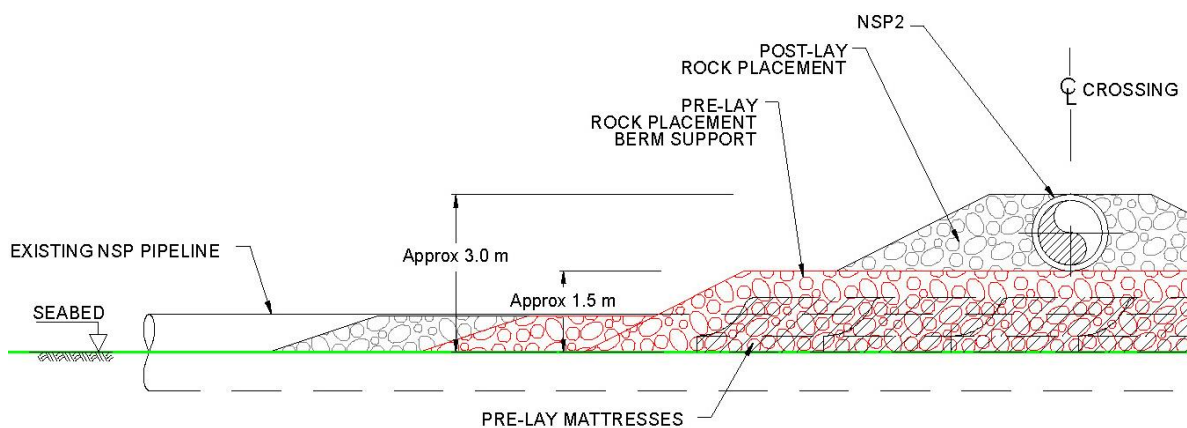 NSP2
POST-LAY
ROCK PLACEMENT
CL CROSSING
PRE-LAY
ROCK PLACEMENT
BERM SUPPORT
EXISTING NSP PIPELINE
Approx 3.0 m
Approx 1.5 m
SEABED
PRE-LAY MATTRESSES